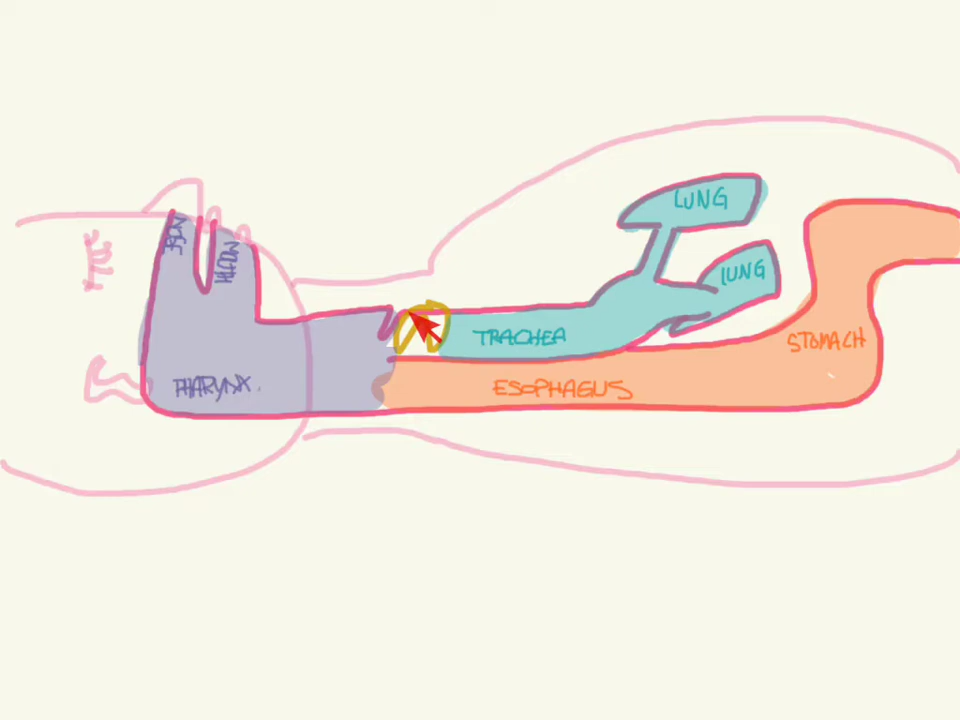 NOSE
MOUTH
LUNG
LUNG
TRACHEA
STOMACH
PHARYNX
ESOPHAGUS